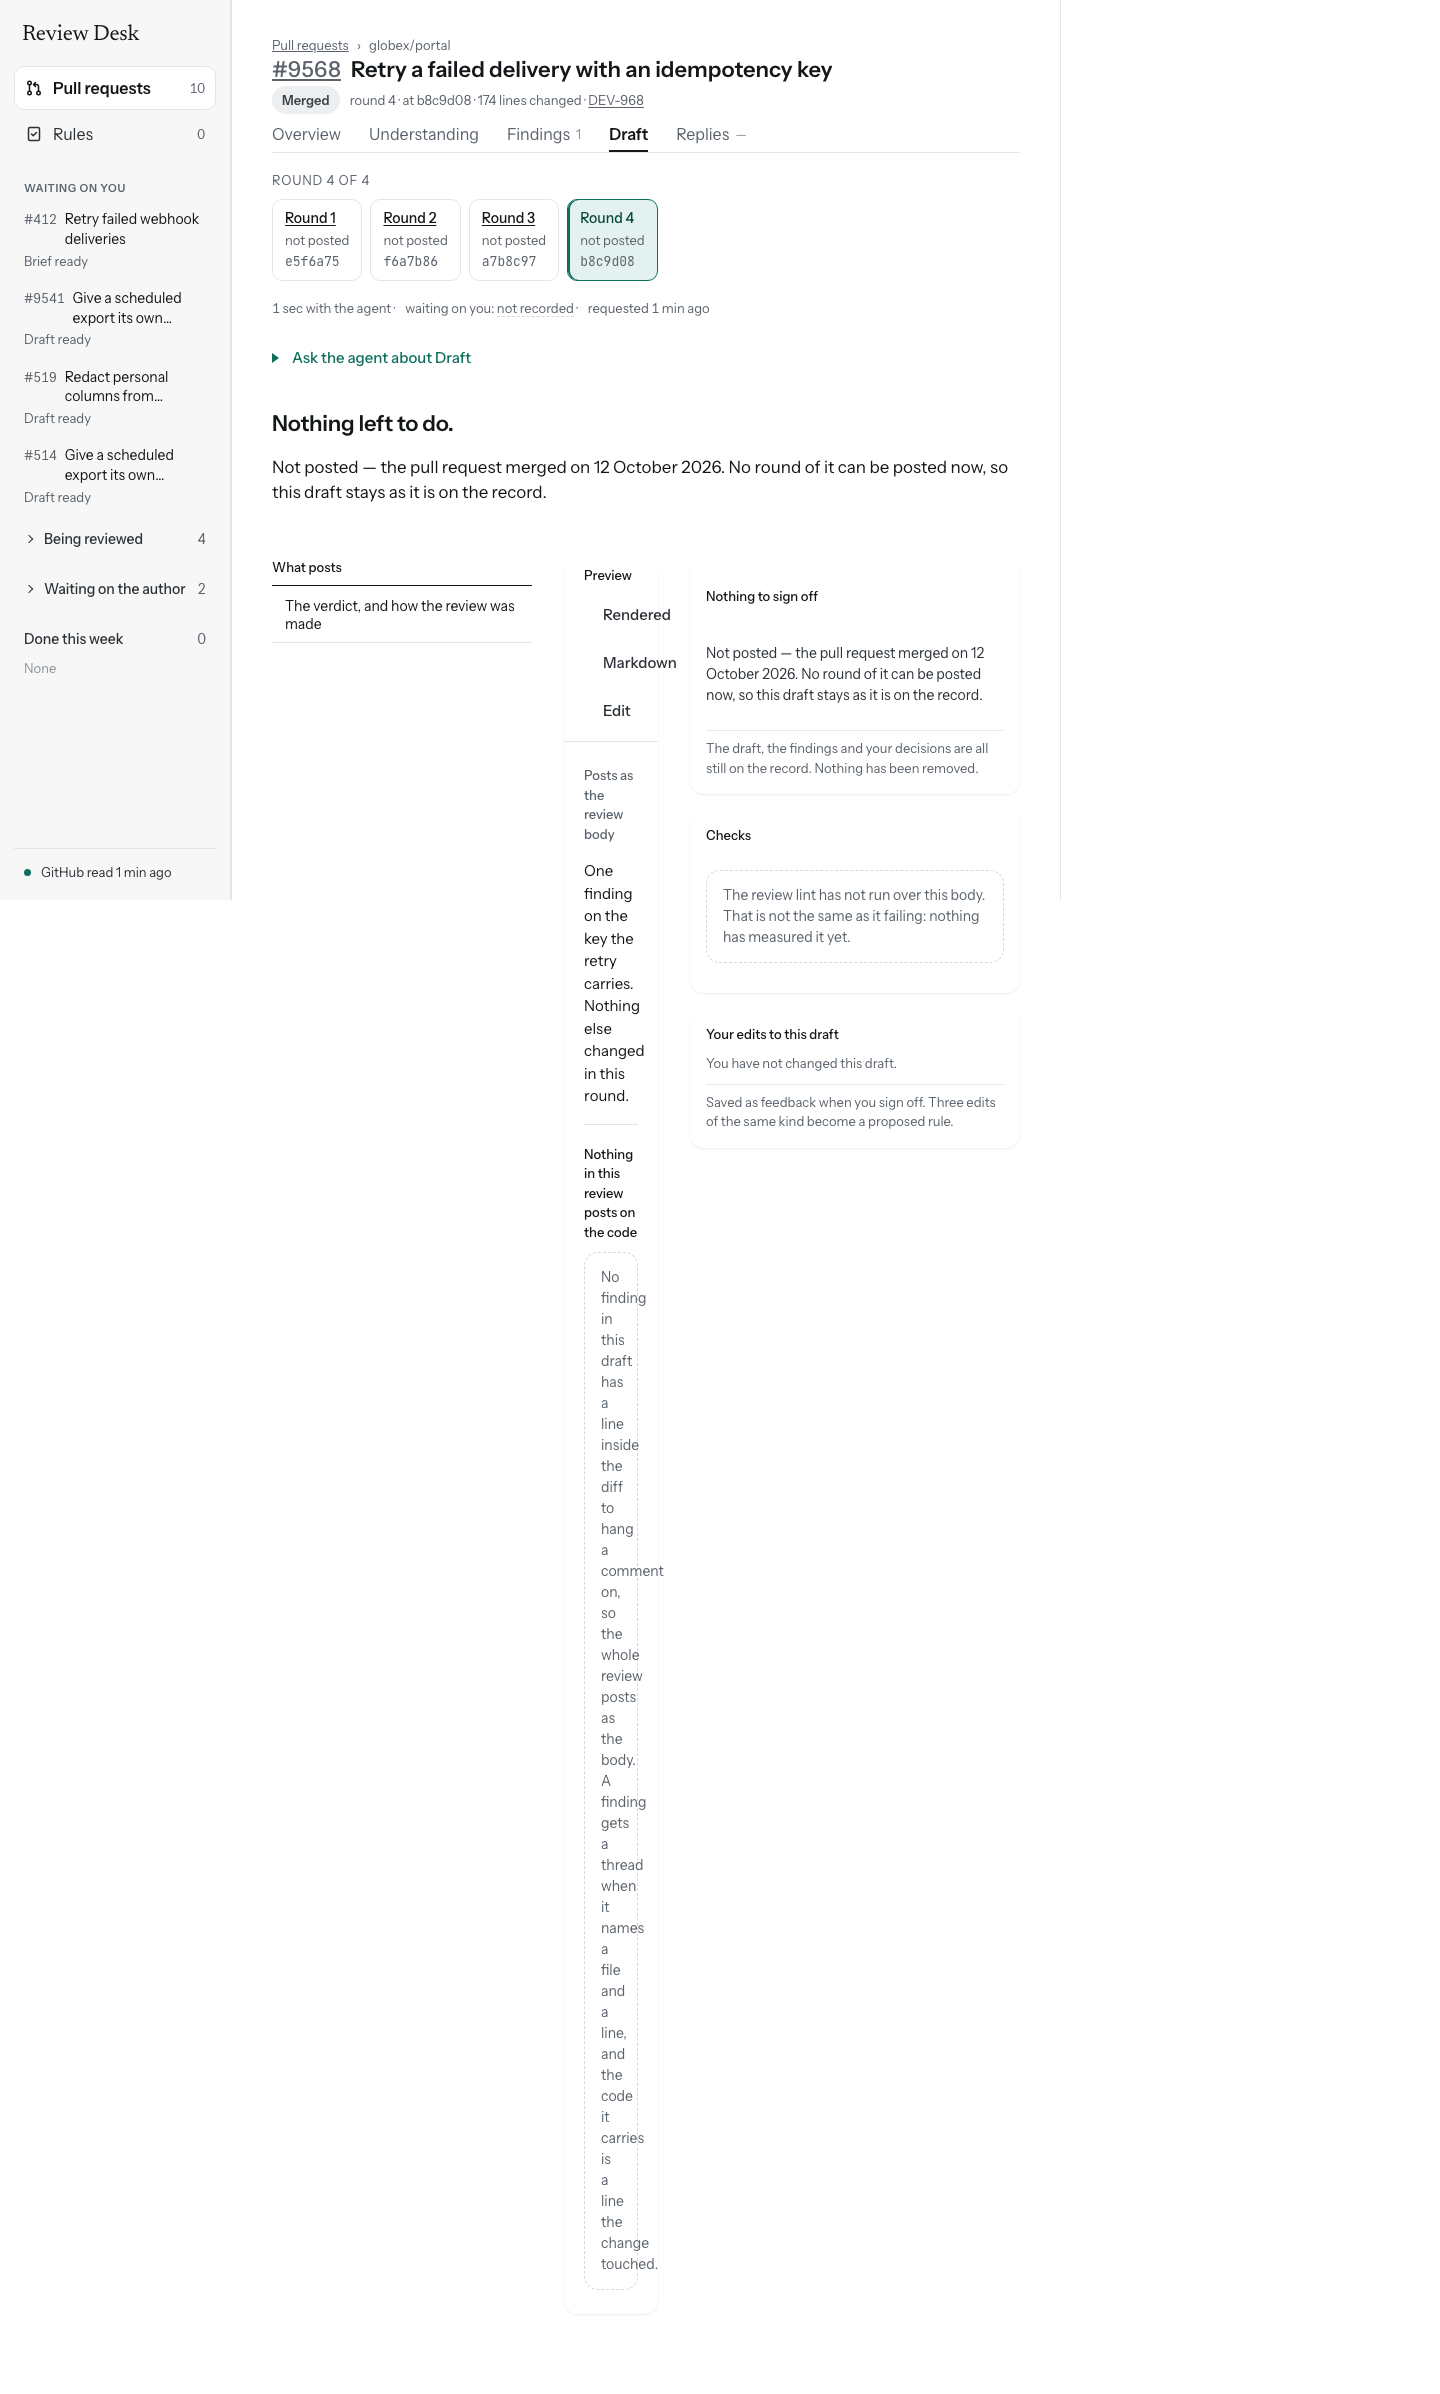 Review Desk
Pull requests 10
Rules 0
WAITING ON YOU
#412 Retry failed webhook
deliveries
Brief ready
#9541 Give a scheduled
export its own…
Draft ready
#519 Redact personal
columns from…
Draft ready
#514 Give a scheduled
export its own…
Draft ready
Being reviewed 4
Waiting on the author 2
Done this week 0
None
GitHub read 1 min ago
Pull requests › globex/portal
#9568 Retry a failed delivery with an idempotency key
Merged round 4 · at b8c9d08 · 174 lines changed · DEV-968
Overview Understanding Findings 1 Draft Replies —
ROUND 4 OF 4
Round 1 Round 2 Round 3 Round 4
not posted not posted not posted not posted
e5f6a75 f6a7b86 a7b8c97 b8c9d08
1 sec with the agent · waiting on you: not recorded · requested 1 min ago
Ask the agent about Draft
Nothing left to do.
Not posted — the pull request merged on 12 October 2026. No round of it can be posted now, so
this draft stays as it is on the record.
What posts
The verdict, and how the review was
made
Preview
Rendered
Markdown
Edit
Posts as
the
review
body
One
finding
on the
key the
retry
carries.
Nothing
else
changed
in this
round.
Nothing
in this
review
posts on
the code
No
finding
in
this
draft
has
a
line
inside
the
diff
to
hang
a
comment
on,
so
the
whole
review
posts
as
the
body.
A
finding
gets
a
thread
when
it
names
a
file
and
a
line,
and
the
code
it
carries
is
a
line
the
change
touched.
Nothing to sign off
Not posted — the pull request merged on 12
October 2026. No round of it can be posted
now, so this draft stays as it is on the record.
The draft, the findings and your decisions are all
still on the record. Nothing has been removed.
Checks
The review lint has not run over this body.
That is not the same as it failing: nothing
has measured it yet.
Your edits to this draft
You have not changed this draft.
Saved as feedback when you sign off. Three edits
of the same kind become a proposed rule.